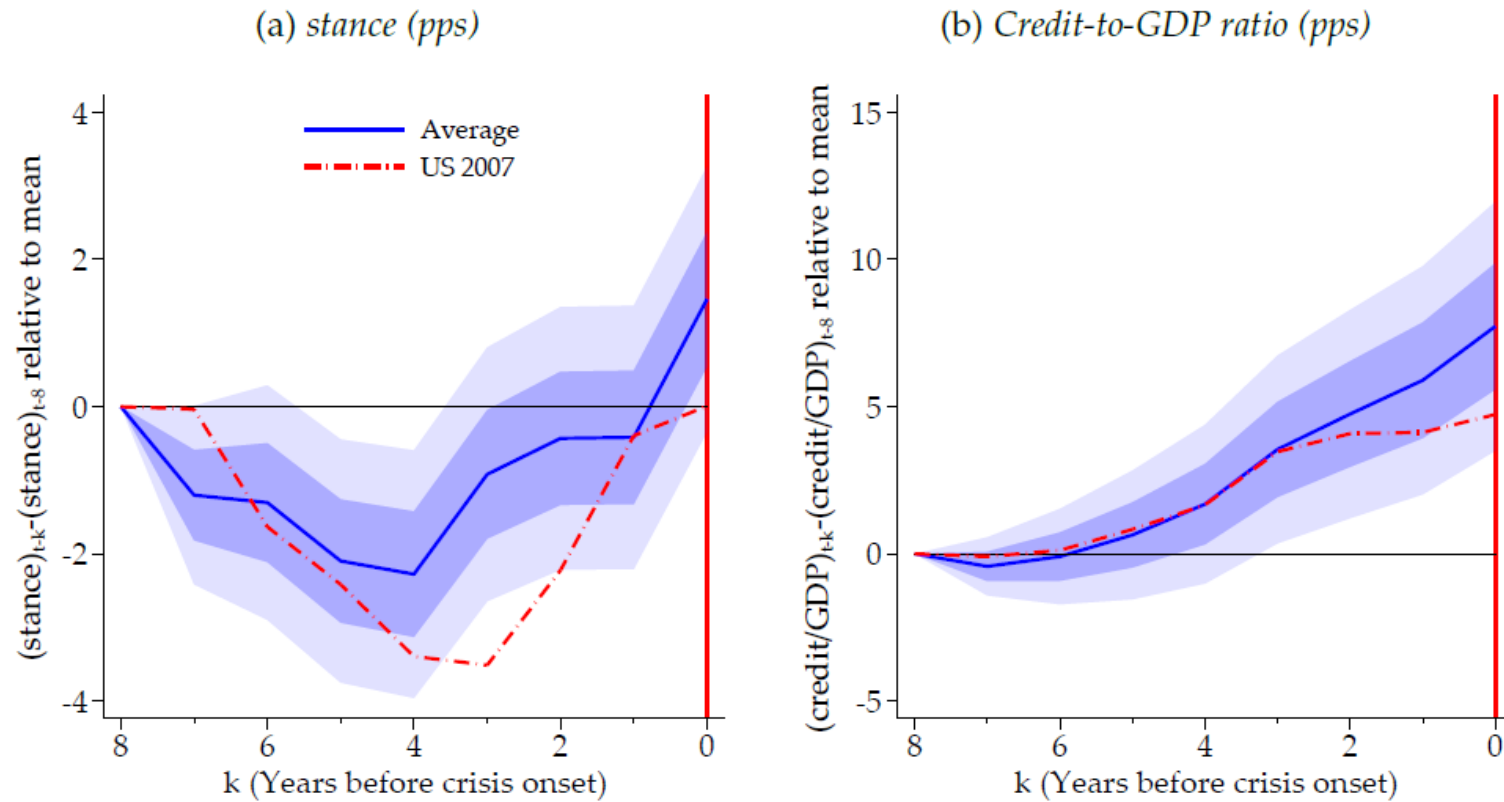 (a) stance (pps)
(stance)t-k-(stance)t-8 relative to mean
4
2
0
-2
-4
Average
US 2007
8 6 4 2 0
k (Years before crisis onset)
(b) Credit-to-GDP ratio (pps)
(credit/GDP)t-k-(credit/GDP)t-8 relative to mean
15
10
5
0
-5
8 6 4 2 0
k (Years before crisis onset)